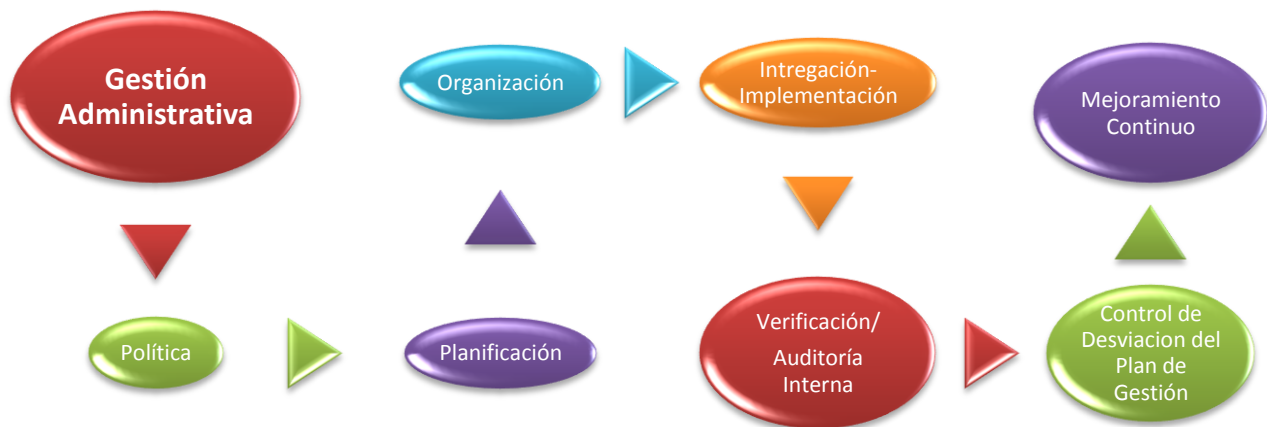 Gestión
Administrativa
Política
Planificación
Organización
Intregación-
Implementación
Verificación/
Auditoría
Interna
Control de
Desviacion del
Plan de
Gestión
Mejoramiento
Continuo